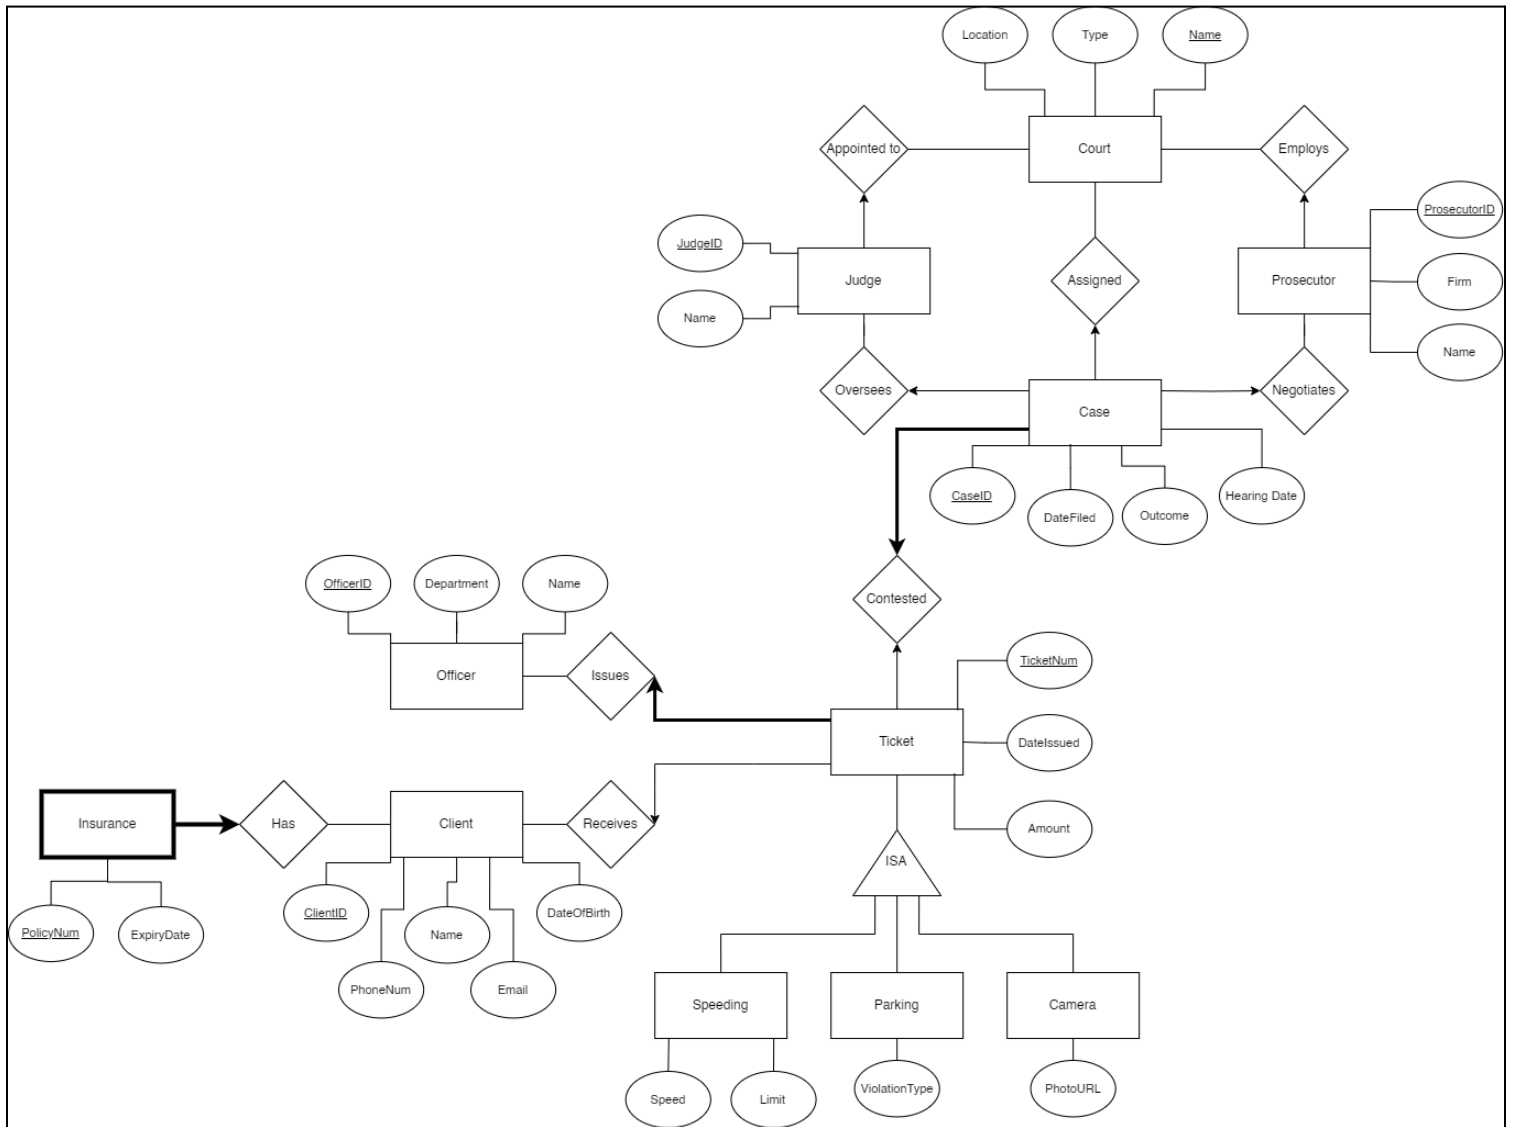 Location
Type
Name
Appointed to
Court
Employs
ProsecutorID
JudgeID
Judge
Assigned
Prosecutor
Firm
Name
Name
Oversees
Case
Negotiates
CaseID
DateFiled
Outcome
Hearing Date
OfficerID
Department
Name
Contested
Officer
Issues
TicketNum
Ticket
DateIssued
Insurance
Has
Client
Receives
Amount
ISA
ClientID
Name
DateOfBirth
PolicyNum
ExpiryDate
PhoneNum
Email
Speeding
Parking
Camera
Speed
Limit
ViolationType
PhotoURL